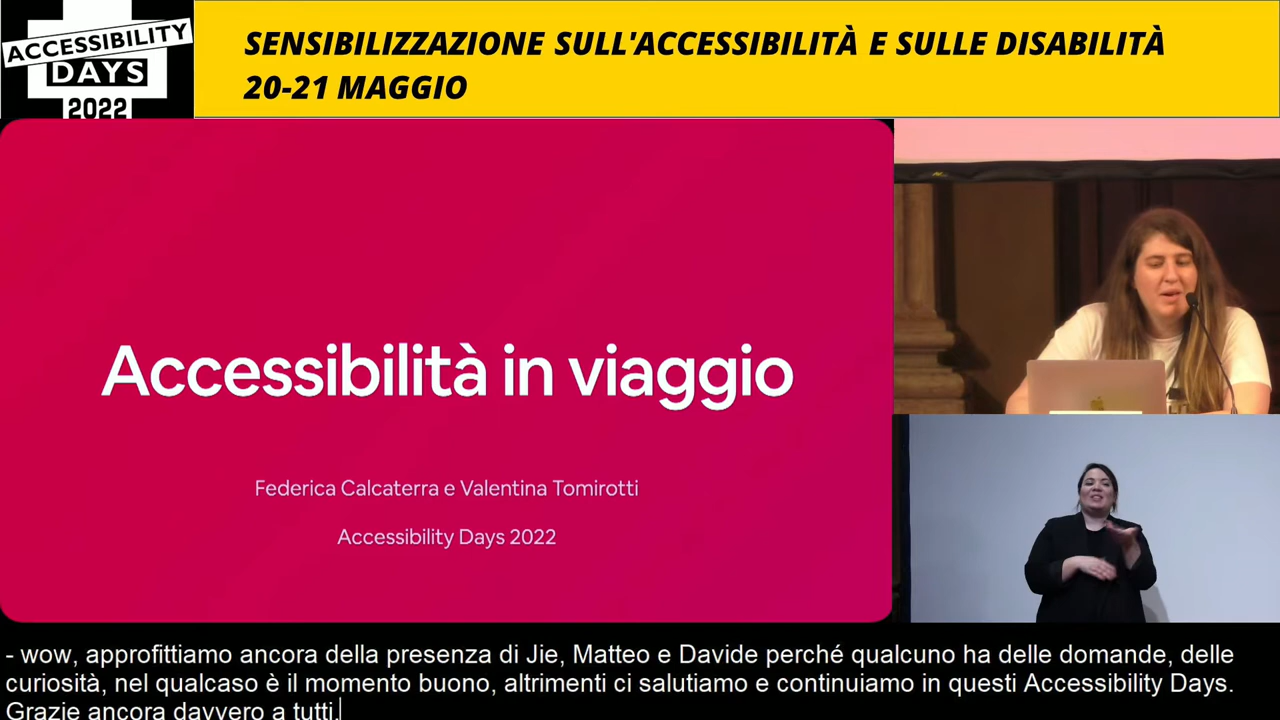 ACCESSIBILITY
DAYS
2022
SENSIBILIZZAZIONE SULL'ACCESSIBILITÀ E SULLE DISABILITÀ
20-21 MAGGIO
Accessibilità in viaggio
Federica Calcaterra e Valentina Tomirotti
Accessibility Days 2022
- wow, approfittiamo ancora della presenza di Jie, Matteo e Davide perché qualcuno ha delle domande, delle
curiosità, nel qualcaso è il momento buono, altrimenti ci salutiamo e continuiamo in questi Accessibility Days.
Grazie ancora davvero a tutti.